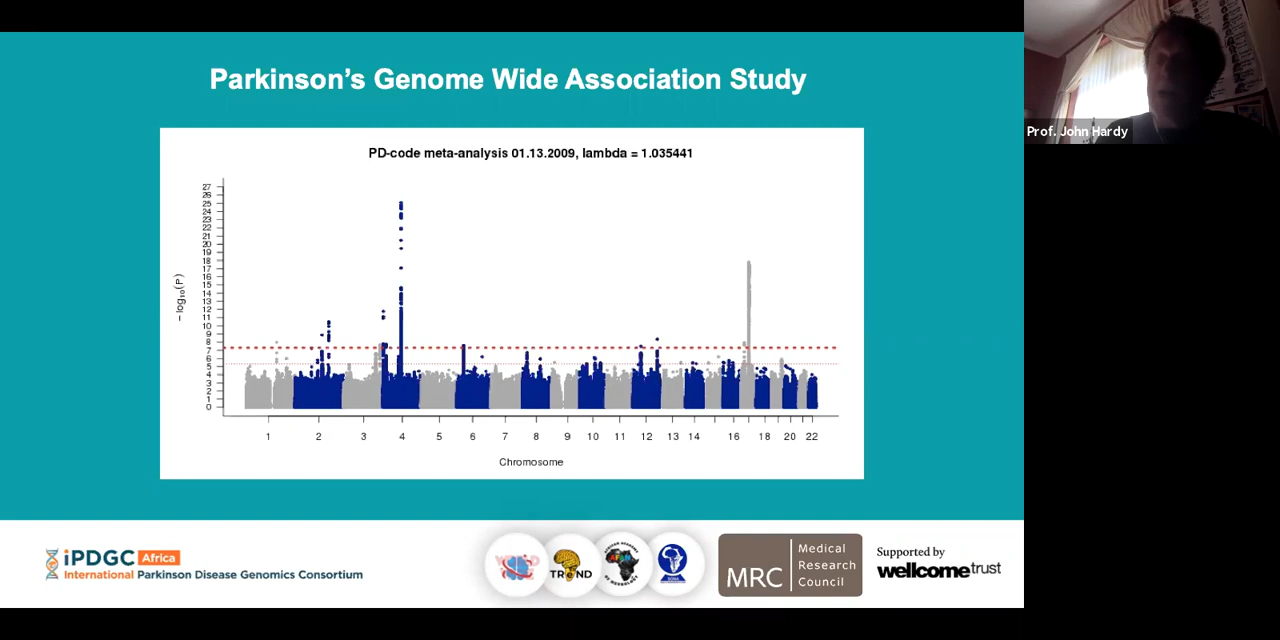 Parkinson's Genome Wide Association Study
Prof. John Hardy
PD-code meta-analysis 01.13.2009, lambda = 1.035441
− log10(P)
27
26
25
24
23
22
21
20
19
18
17
16
15
14
13
12
11
10
9
8
7
6
5
4
3
2
1
0
1 2 3 4 5 6 7 8 9 10 11 12 13 14 16 18 20 22
Chromosome
iPDGC Africa
International Parkinson Disease Genomics Consortium
TREND
MRC
Medical
Research
Council
Supported by
wellcometrust